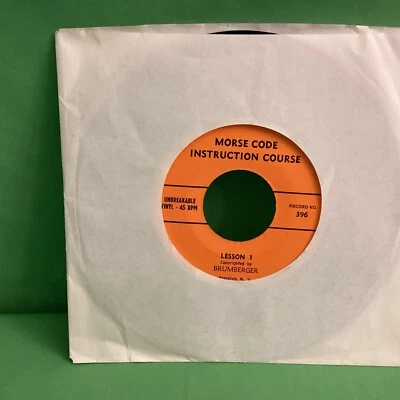 MORSE CODE
INSTRUCTION COURSE
UNBREAKABLE
VINYL - 45 RPM
RECORD NO.
396
LESSON 1
Copyrighted by
BRUMBERGER
N. Y.